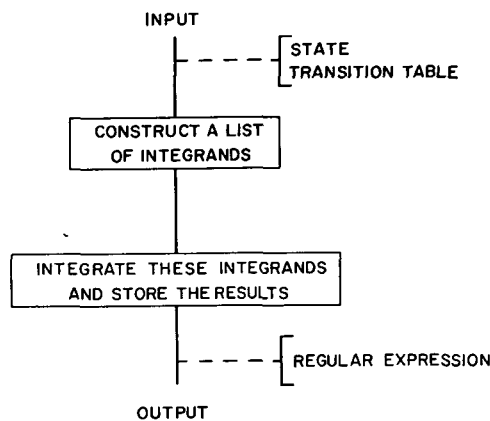 INPUT
STATE
TRANSITION TABLE
CONSTRUCT A LIST
OF INTEGRANDS
INTEGRATE THESE INTEGRANDS
AND STORE THE RESULTS
REGULAR EXPRESSION
OUTPUT